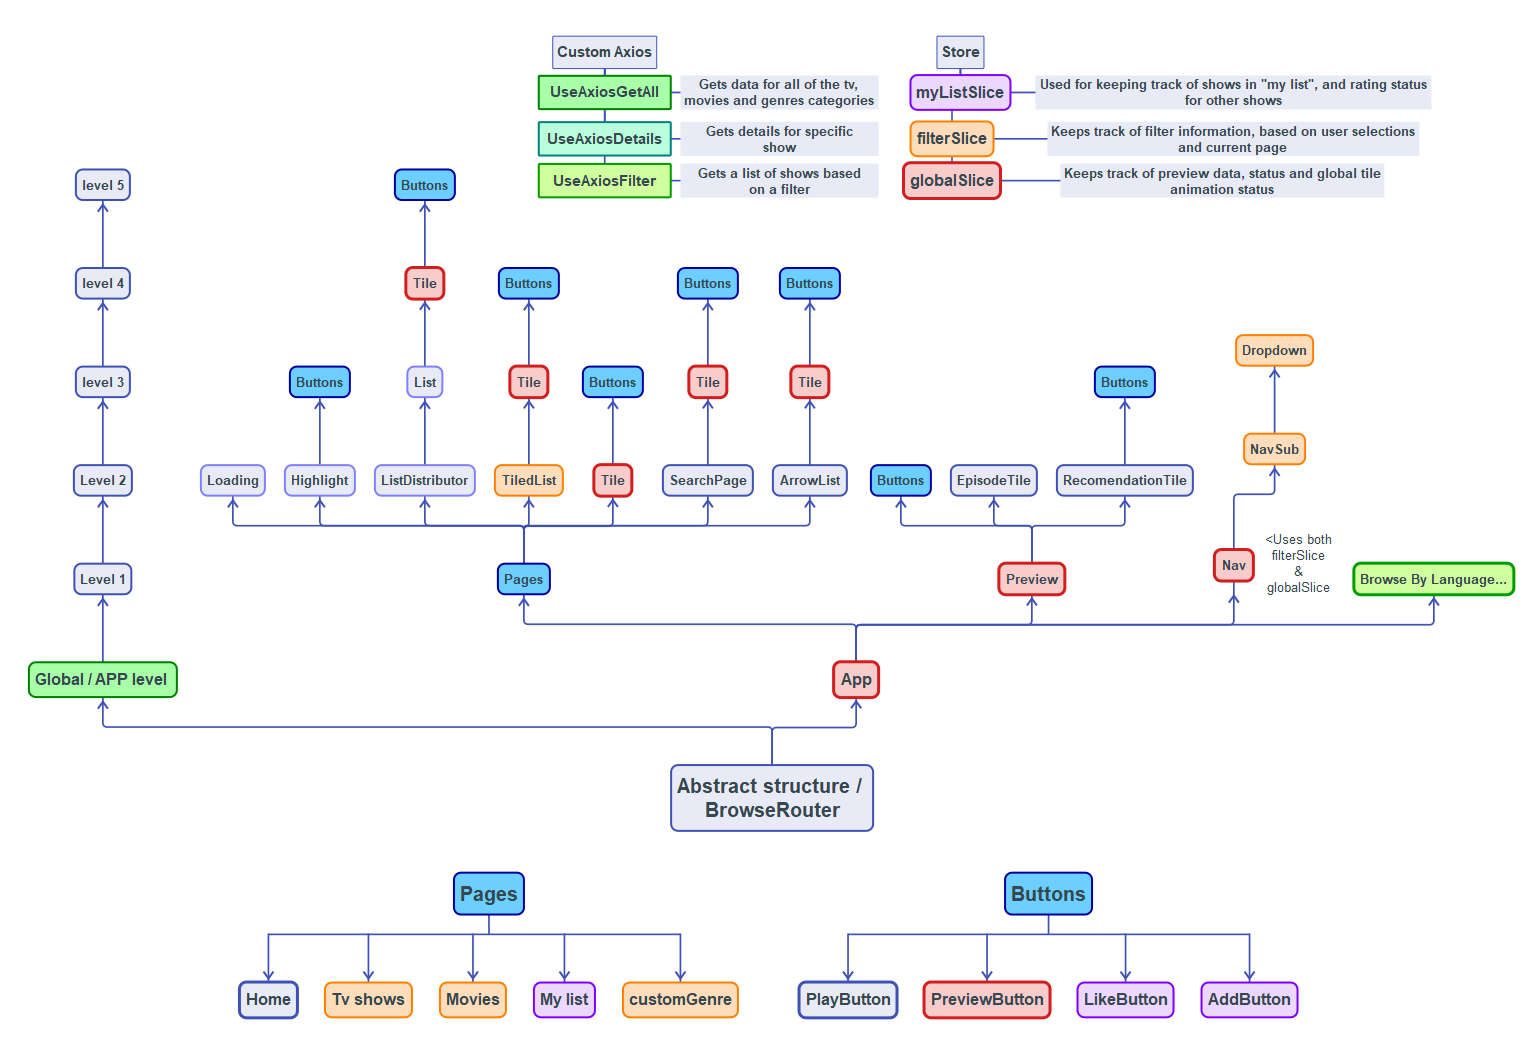 Custom Axios
Store
UseAxiosGetAll
Gets data for all of the tv,
movies and genres categories
myListSlice
Used for keeping track of shows in "my list", and rating status
for other shows
UseAxiosDetails
Gets details for specific
show
filterSlice
Keeps track of filter information, based on user selections
and current page
UseAxiosFilter
Gets a list of shows based
on a filter
globalSlice
Keeps track of preview data, status and global tile
animation status
level 5
Buttons
level 4
Tile
Buttons
Buttons
Buttons
Dropdown
level 3
Buttons
List
Tile
Buttons
Tile
Tile
Buttons
NavSub
Level 2
Loading
Highlight
ListDistributor
TiledList
Tile
SearchPage
ArrowList
Buttons
EpisodeTile
RecomendationTile
<Uses both
filterSlice
&
globalSlice
Level 1
Pages
Preview
Nav
Browse By Language...
Global / APP level
App
Abstract structure /
BrowseRouter
Pages
Buttons
Home
Tv shows
Movies
My list
customGenre
PlayButton
PreviewButton
LikeButton
AddButton